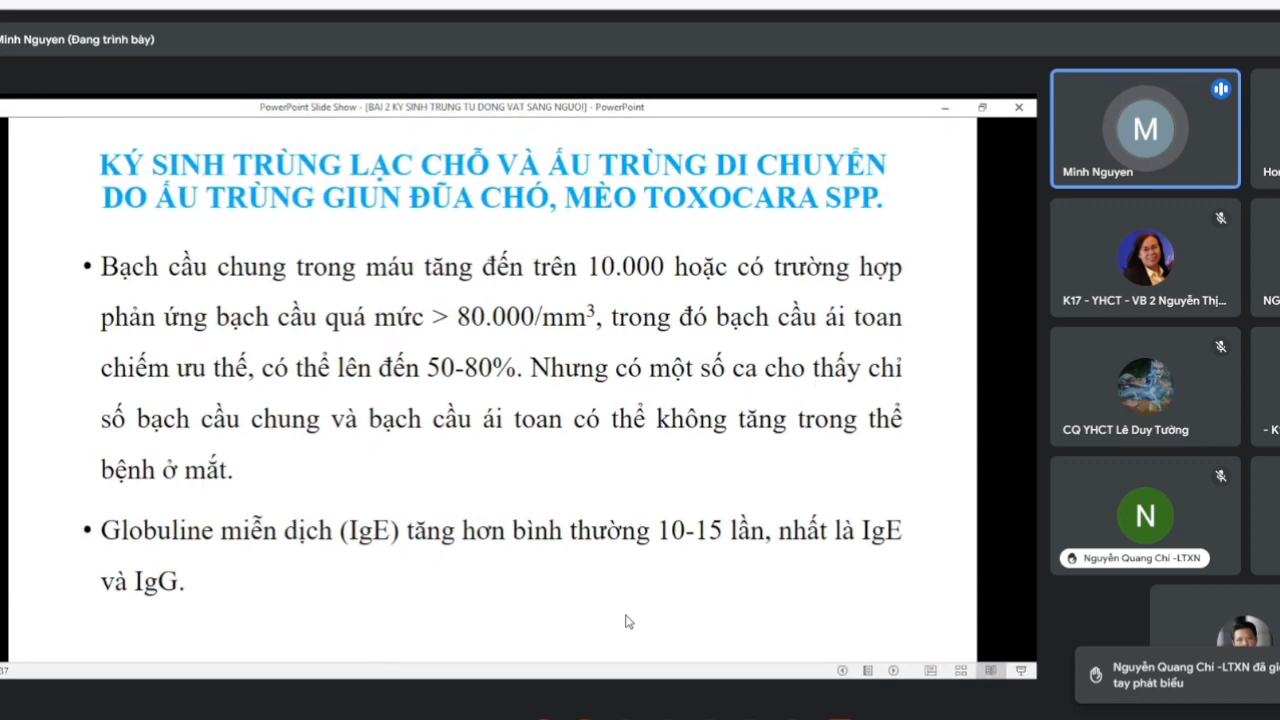 Minh Nguyen (Đang trình bày)
PowerPoint Slide Show - [BAI 2 KY SINH TRUNG TU DONG VAT SANG NGUOI] - PowerPoint
KÝ SINH TRÙNG LẠC CHỖ VÀ ẤU TRÙNG DI CHUYỂN
DO ẤU TRÙNG GIUN ĐŨA CHÓ, MÈO TOXOCARA SPP.
• Bạch cầu chung trong máu tăng đến trên 10.000 hoặc có trường hợp
phản ứng bạch cầu quá mức > 80.000/mm³, trong đó bạch cầu ái toan
chiếm ưu thế, có thể lên đến 50-80%. Nhưng có một số ca cho thấy chỉ
số bạch cầu chung và bạch cầu ái toan có thể không tăng trong thể
bệnh ở mắt.
• Globuline miễn dịch (IgE) tăng hơn bình thường 10-15 lần, nhất là IgE
và IgG.
M
Minh Nguyen
K17 - YHCT - VB 2 Nguyễn Thị...
CQ YHCT Lê Duy Tường
N
Nguyễn Quang Chí -LTXN
Nguyễn Quang Chí -LTXN đã
tay phát biểu